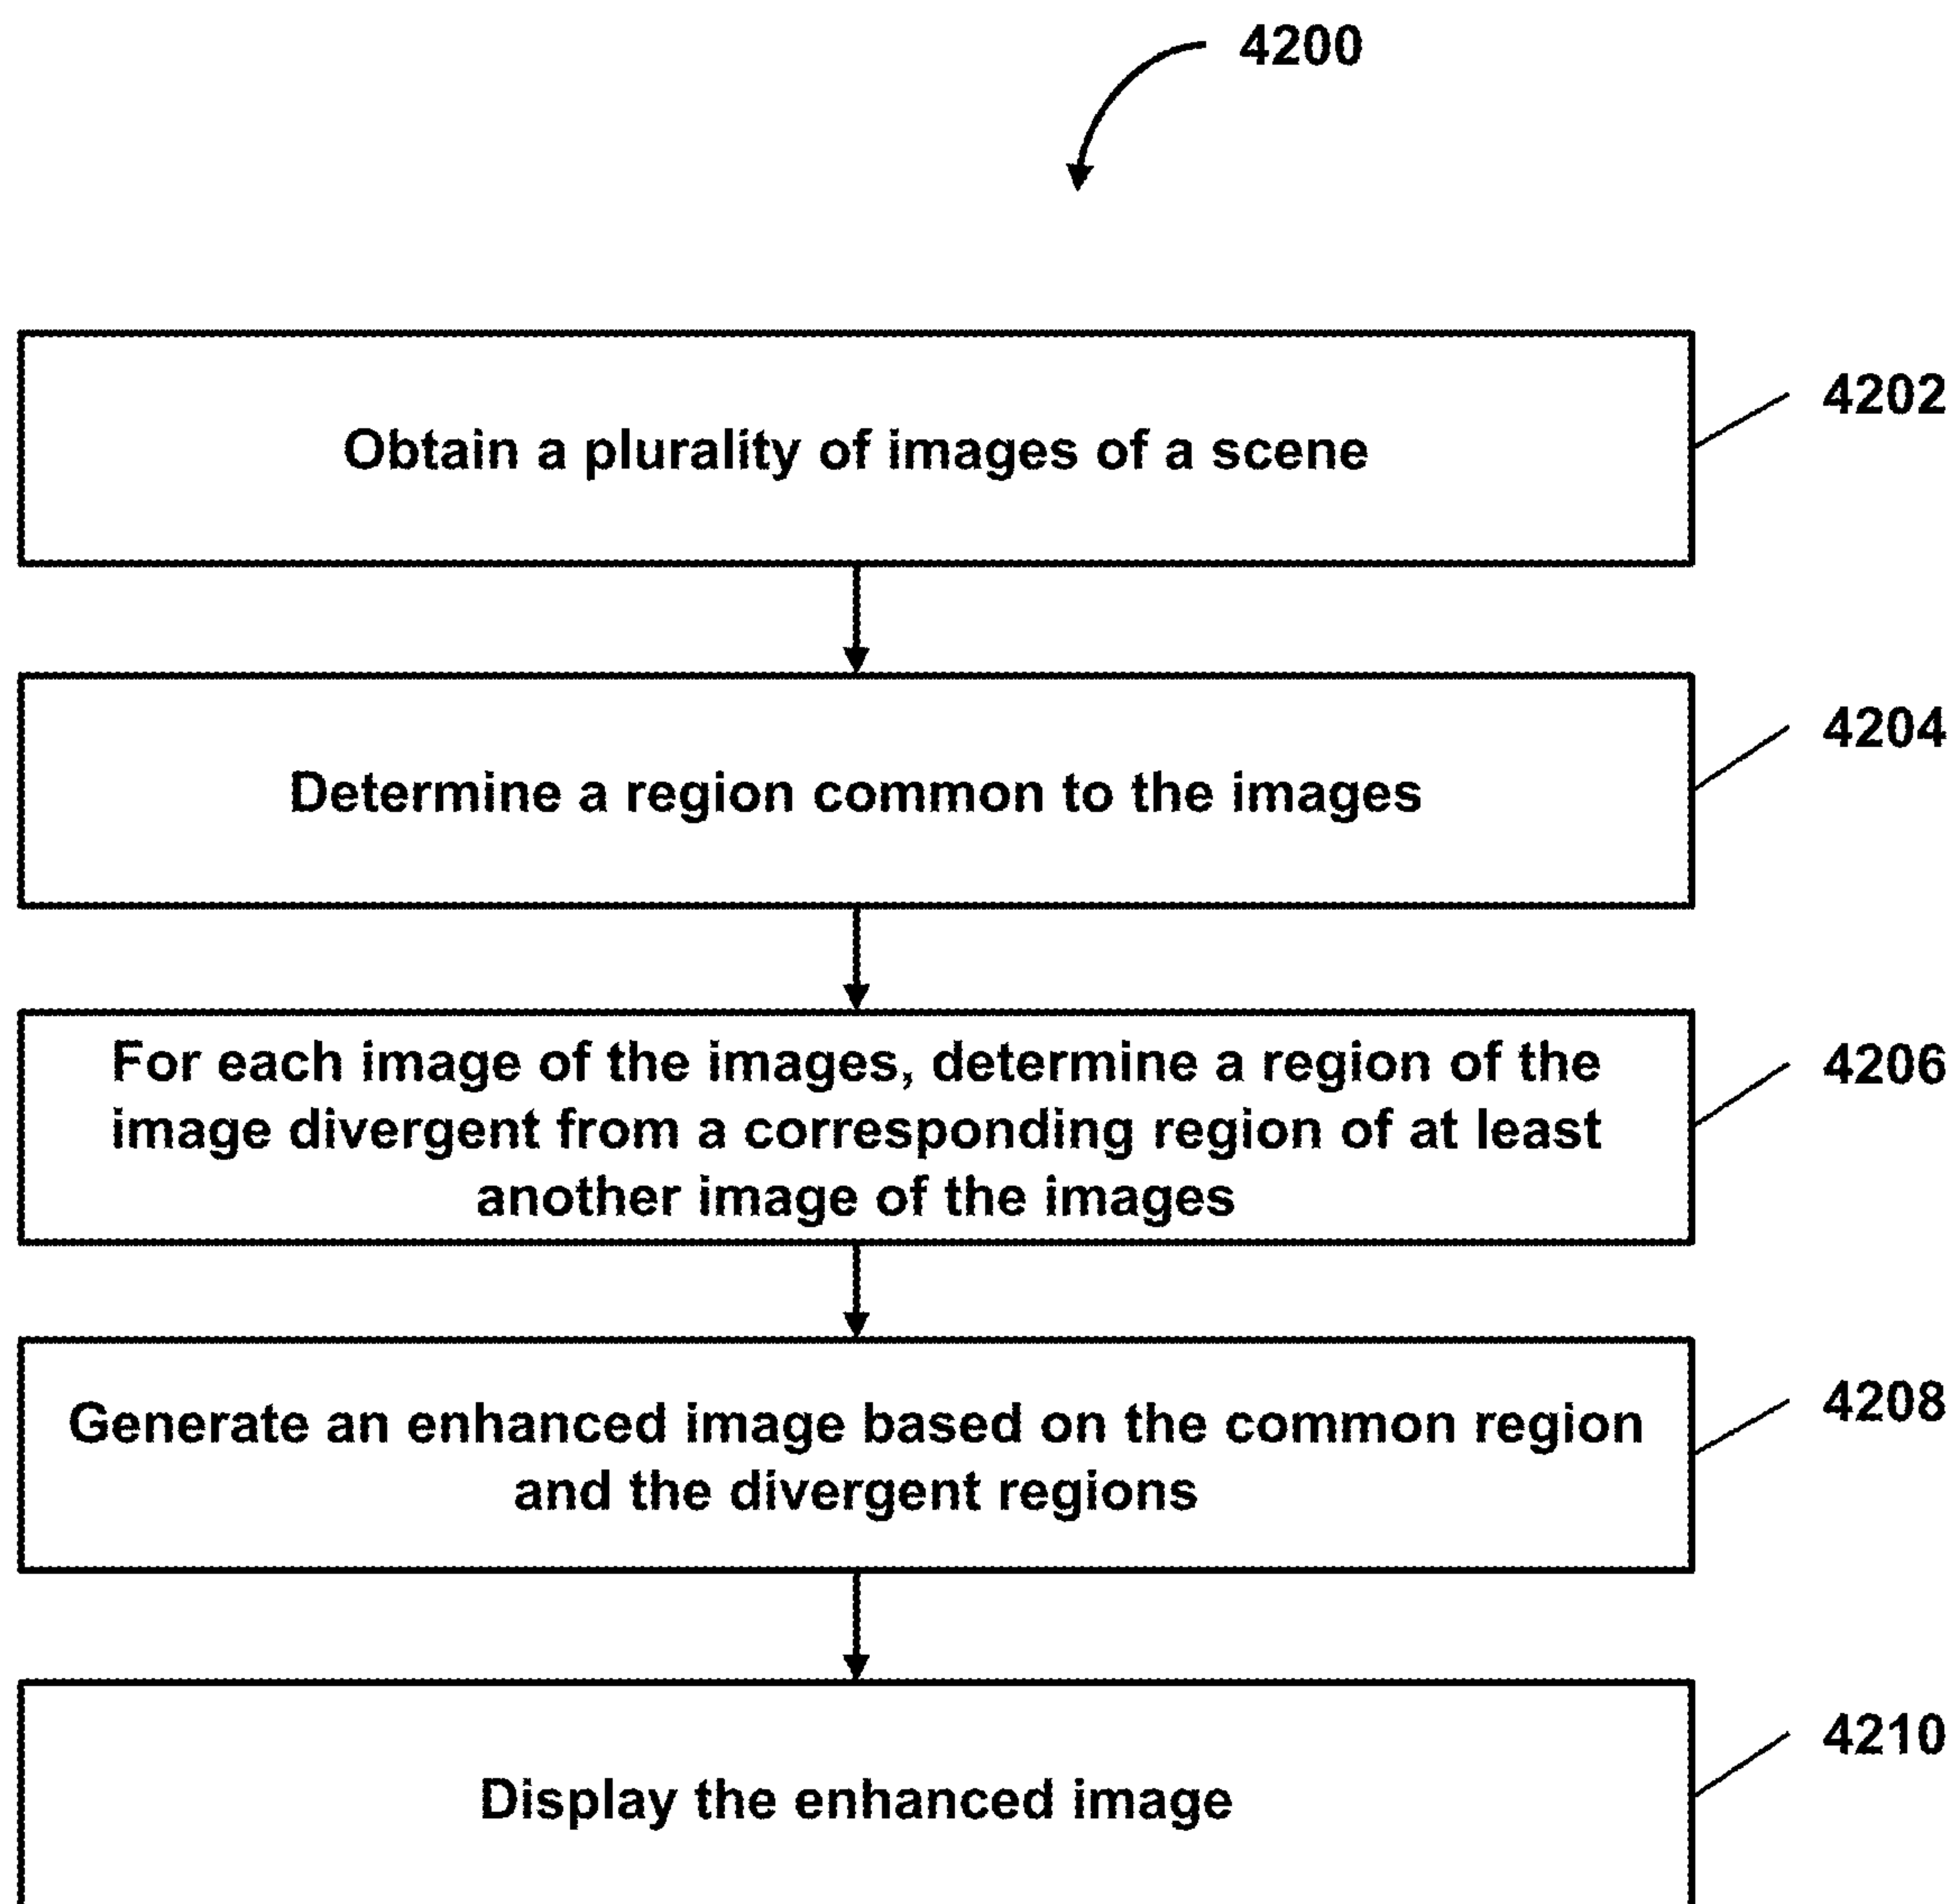 4200
Obtain a plurality of images of a scene
4202
Determine a region common to the images
4204
For each image of the images, determine a region of the
image divergent from a corresponding region of at least
another image of the images
4206
Generate an enhanced image based on the common region
and the divergent regions
4208
Display the enhanced image
4210